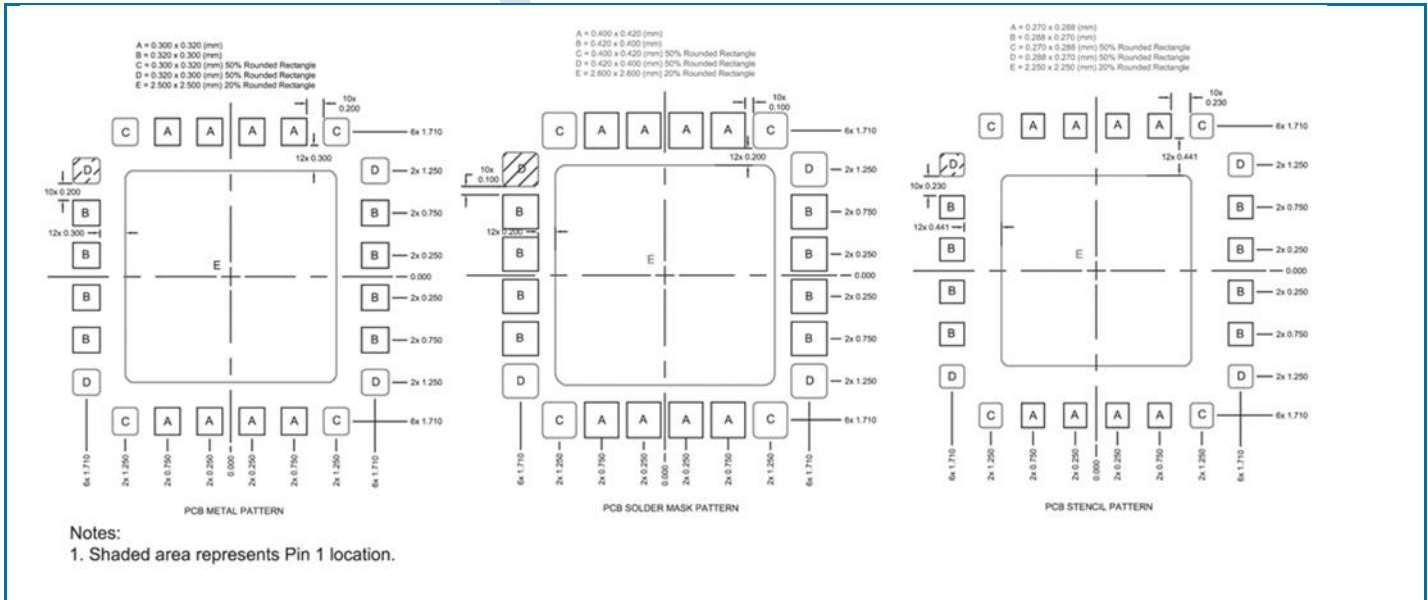 A = 0.300 x 0.320 (mm)
B = 0.320 x 0.300 (mm)
C = 0.300 x 0.320 (mm) 50% Rounded Rectangle
D = 0.320 x 0.300 (mm) 50% Rounded Rectangle
E = 2.500 x 2.500 (mm) 20% Rounded Rectangle
10x
0.200
C A A A A C
6x 1.710
12x 0.300
D
D
2x 1.250
10x 0.200
B
B
2x 0.750
12x 0.300
B
B
2x 0.250
E
0.000
B
B
2x 0.250
B
B
2x 0.750
D
D
2x 1.250
C A A A A C
6x 1.710
6x 1.710
2x 1.250
2x 0.750
2x 0.250
0.000
2x 0.250
2x 0.750
2x 1.250
6x 1.710
PCB METAL PATTERN
A = 0.400 x 0.420 (mm)
B = 0.420 x 0.400 (mm)
C = 0.400 x 0.420 (mm) 50% Rounded Rectangle
D = 0.420 x 0.400 (mm) 50% Rounded Rectangle
E = 2.600 x 2.600 (mm) 20% Rounded Rectangle
10x
0.100
C A A A A C
6x 1.710
12x 0.200
10x
0.100
D
D
2x 1.250
B
B
2x 0.750
12x 0.200
B
B
2x 0.250
E
0.000
B
B
2x 0.250
B
B
2x 0.750
D
D
2x 1.250
C A A A A C
6x 1.710
6x 1.710
2x 1.250
2x 0.750
2x 0.250
0.000
2x 0.250
2x 0.750
2x 1.250
6x 1.710
PCB SOLDER MASK PATTERN
A = 0.270 x 0.288 (mm)
B = 0.288 x 0.270 (mm)
C = 0.270 x 0.288 (mm) 50% Rounded Rectangle
D = 0.288 x 0.270 (mm) 50% Rounded Rectangle
E = 2.250 x 2.250 (mm) 20% Rounded Rectangle
10x
0.230
C A A A A C
6x 1.710
12x 0.441
D
D
2x 1.250
10x 0.230
B
B
2x 0.750
12x 0.441
B
B
2x 0.250
E
0.000
B
B
2x 0.250
B
B
2x 0.750
D
D
2x 1.250
C A A A A C
6x 1.710
6x 1.710
2x 1.250
2x 0.750
2x 0.250
0.000
2x 0.250
2x 0.750
2x 1.250
6x 1.710
PCB STENCIL PATTERN
Notes:
1. Shaded area represents Pin 1 location.